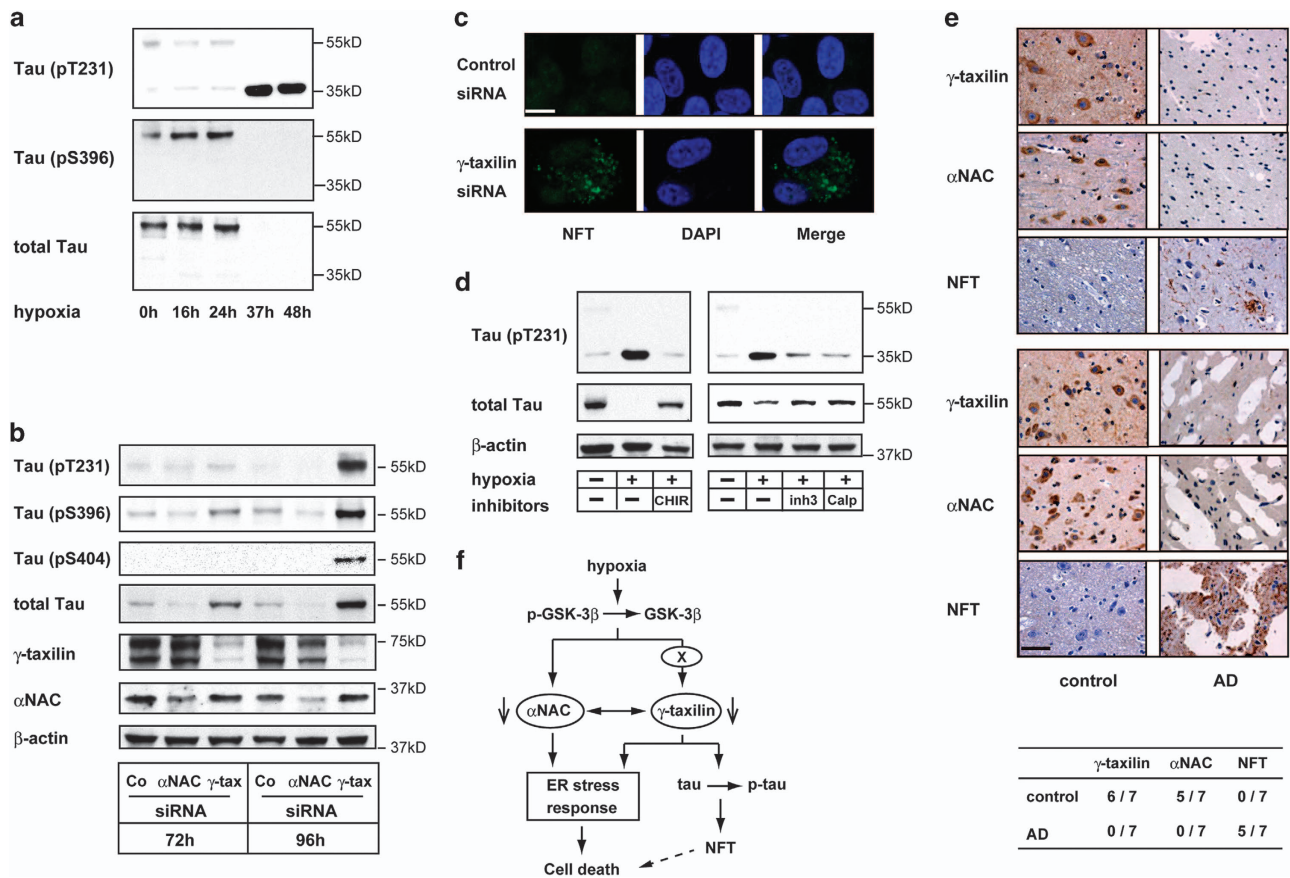 a
Tau (pT231)
55kD
35kD
Tau (pS396)
55kD
35kD
total Tau
55kD
35kD
hypoxia 0h 16h 24h 37h 48h
b
Tau (pT231) 55kD
Tau (pS396) 55kD
Tau (pS404) 55kD
total Tau 55kD
γ-taxilin 75kD
αNAC 37kD
β-actin 37kD
Co αNAC γ-tax Co αNAC γ-tax
siRNA siRNA
72h 96h
c
Control
siRNA
γ-taxilin
siRNA
NFT DAPI Merge
d
Tau (pT231)
55kD
35kD
total Tau 55kD
β-actin 37kD
hypoxia − + + − + + +
inhibitors − − CHIR − − inh3 Calp
f
hypoxia
p-GSK-3β GSK-3β
X
αNAC γ-taxilin
ER stress
response
tau p-tau
NFT
Cell death
e
γ-taxilin
αNAC
NFT
γ-taxilin
αNAC
NFT
control AD
γ-taxilin αNAC NFT
control 6 / 7 5 / 7 0 / 7
AD 0 / 7 0 / 7 5 / 7